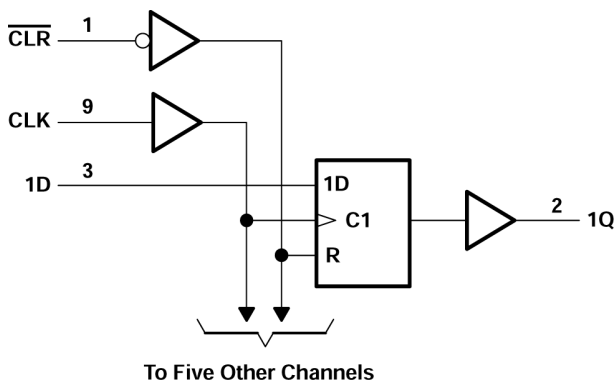 CLR 1
CLK 9
1D 3
1D
C1
R
2 1Q
To Five Other Channels